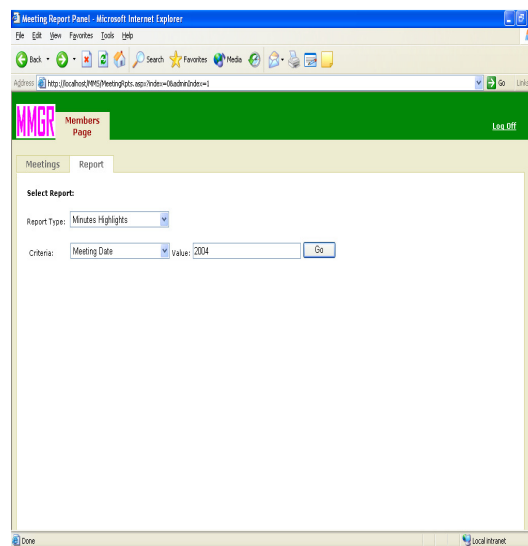 Meeting Report Panel - Microsoft Internet Explorer
File Edit View Favorites Tools Help
Back Search Favorites Media
Address http://localhost/MMS/MeetingRpts.aspx?index=0&adminIndex=1 Go Links
MMGR Members Page Log Off
Meetings Report
Select Report:
Report Type: Minutes Highlights
Criteria: Meeting Date Value: 2004 Go
Done Local intranet